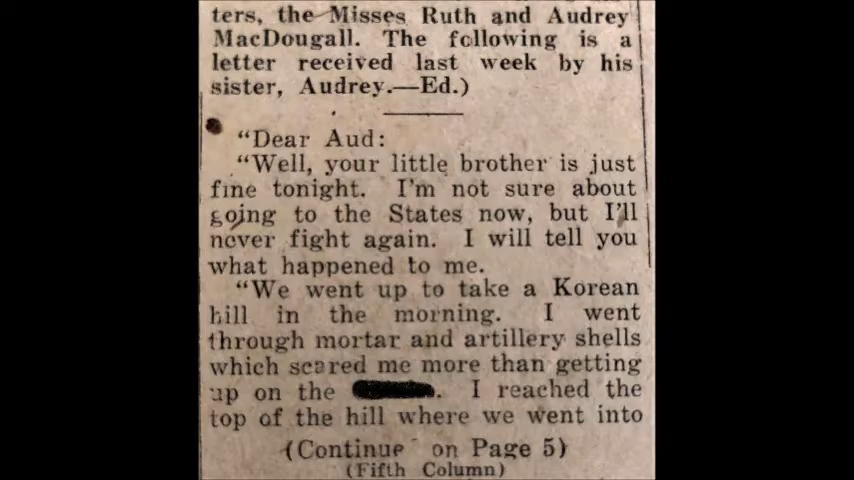 ters, the Misses Ruth and Audrey
MacDougall. The following is a
letter received last week by his
sister, Audrey.—Ed.)
"Dear Aud:
"Well, your little brother is just
fine tonight. I'm not sure about
going to the States now, but I'll
never fight again. I will tell you
what happened to me.
"We went up to take a Korean
hill in the morning. I went
through mortar and artillery shells
which scared me more than getting
up on the . I reached the
top of the hill where we went into
(Continue on Page 5)
(Fifth Column)